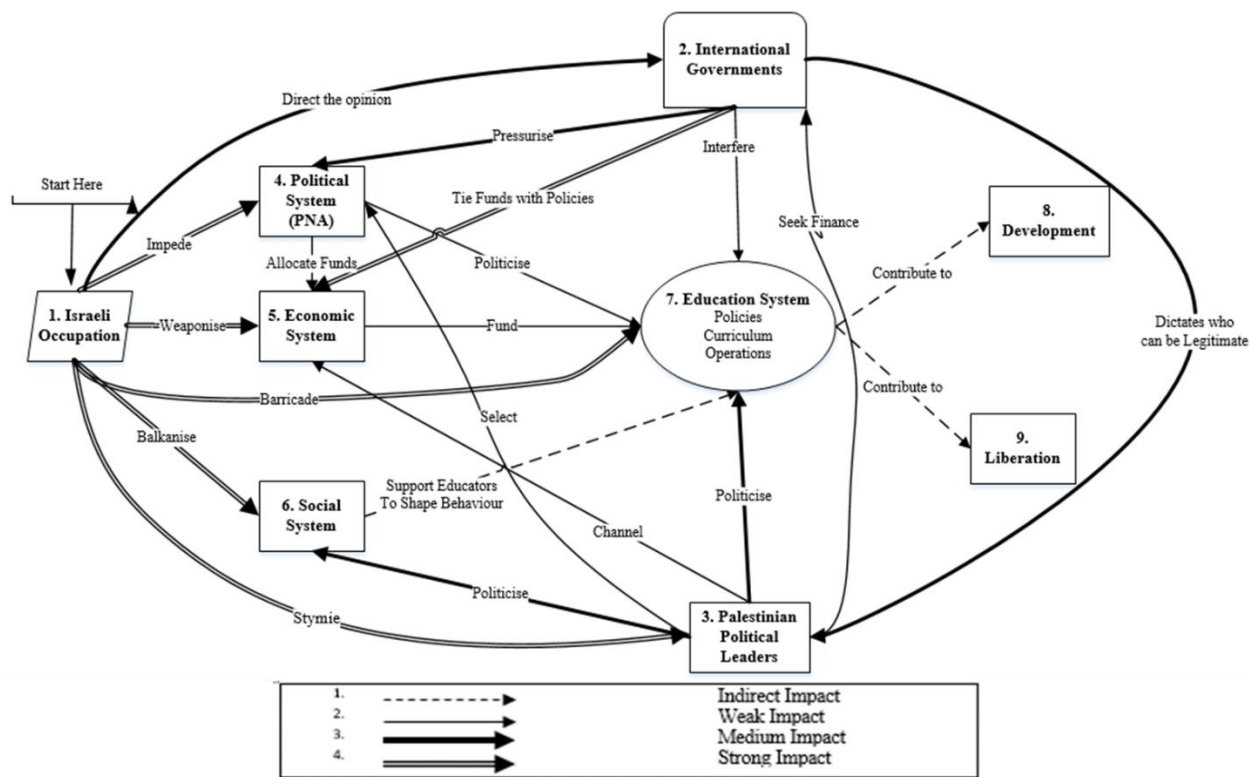 2. International
Governments
Direct the opinion
Pressurise
Interfere
Start Here
4. Political
System
(PNA)
Tie Funds with Policies
Seek Finance
8.
Development
Impede
Allocate Funds
Politicise
Contribute to
1. Israeli
Occupation
Weaponise
5. Economic
System
Fund
7. Education System
Policies
Curriculum
Operations
Dictates who
can be Legitimate
Barricade
Select
Contribute to
Balkanise
9.
Liberation
6. Social
System
Support Educators
To Shape Behaviour
Politicise
Channel
Politicise
Stymie
3. Palestinian
Political
Leaders
1. Indirect Impact
2. Weak Impact
3. Medium Impact
4. Strong Impact